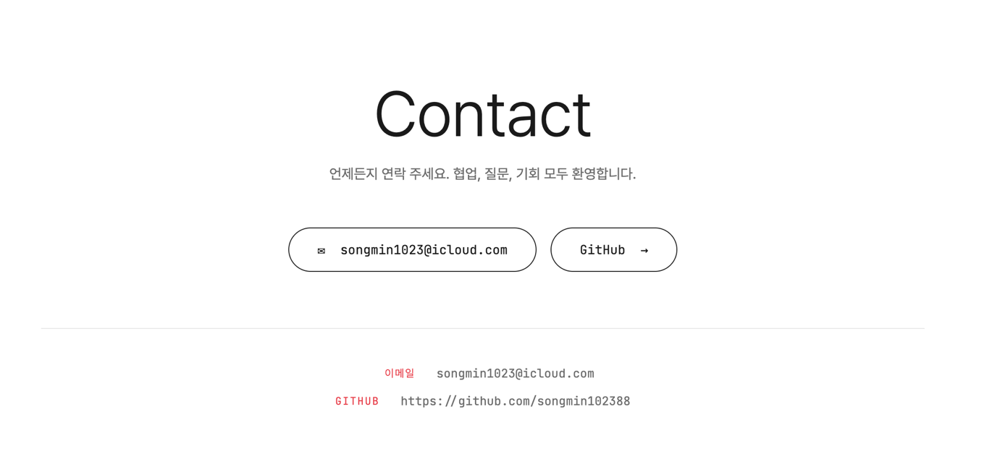 Contact
언제든지 연락 주세요. 협업, 질문, 기회 모두 환영합니다.
✉ songmin1023@icloud.com
GitHub →
이메일 songmin1023@icloud.com
GITHUB https://github.com/songmin102388